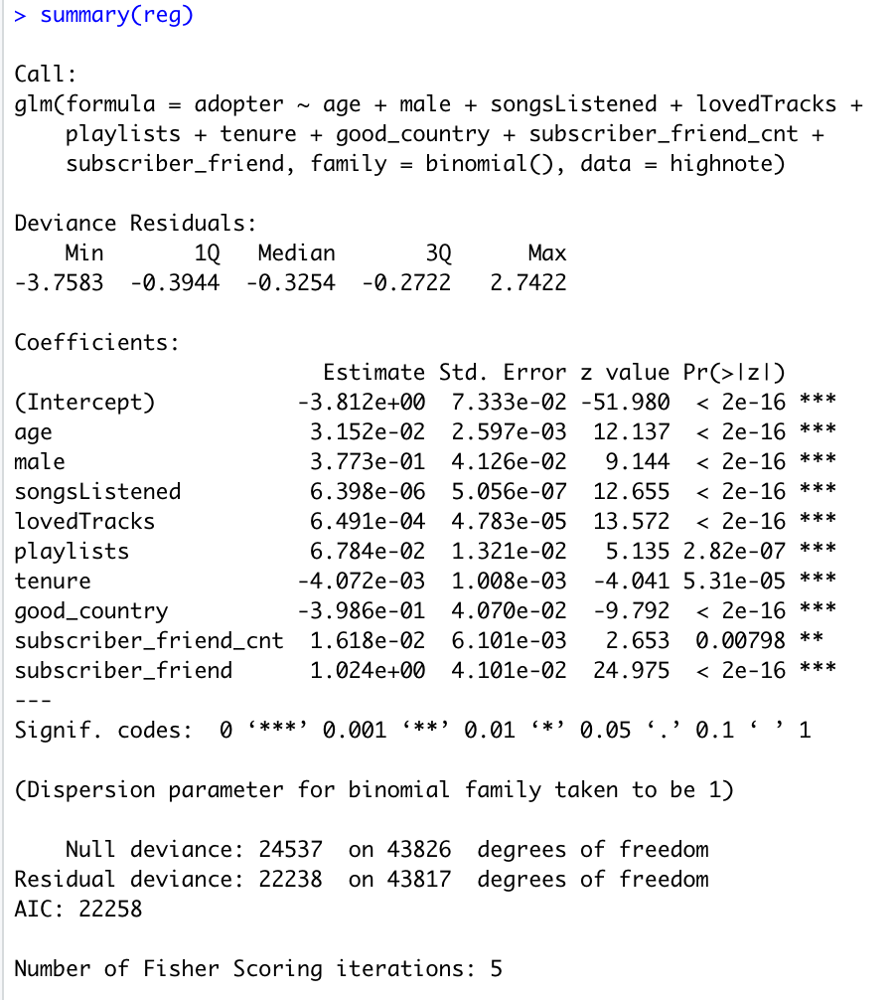 > summary(reg)
Call:
glm(formula = adopter ~ age + male + songsListened + lovedTracks +
    playlists + tenure + good_country + subscriber_friend_cnt +
    subscriber_friend, family = binomial(), data = highnote)
Deviance Residuals:
    Min       1Q   Median       3Q      Max
-3.7583  -0.3944  -0.3254  -0.2722   2.7422
Coefficients:
                        Estimate Std. Error z value Pr(>|z|)
(Intercept)           -3.812e+00  7.333e-02 -51.980  < 2e-16 ***
age                    3.152e-02  2.597e-03  12.137  < 2e-16 ***
male                   3.773e-01  4.126e-02   9.144  < 2e-16 ***
songsListened          6.398e-06  5.056e-07  12.655  < 2e-16 ***
lovedTracks            6.491e-04  4.783e-05  13.572  < 2e-16 ***
playlists              6.784e-02  1.321e-02   5.135 2.82e-07 ***
tenure                -4.072e-03  1.008e-03  -4.041 5.31e-05 ***
good_country          -3.986e-01  4.070e-02  -9.792  < 2e-16 ***
subscriber_friend_cnt  1.618e-02  6.101e-03   2.653  0.00798 **
subscriber_friend      1.024e+00  4.101e-02  24.975  < 2e-16 ***
---
Signif. codes:  0 ‘***’ 0.001 ‘**’ 0.01 ‘*’ 0.05 ‘.’ 0.1 ‘ ’ 1
(Dispersion parameter for binomial family taken to be 1)
    Null deviance: 24537  on 43826  degrees of freedom
Residual deviance: 22238  on 43817  degrees of freedom
AIC: 22258
Number of Fisher Scoring iterations: 5